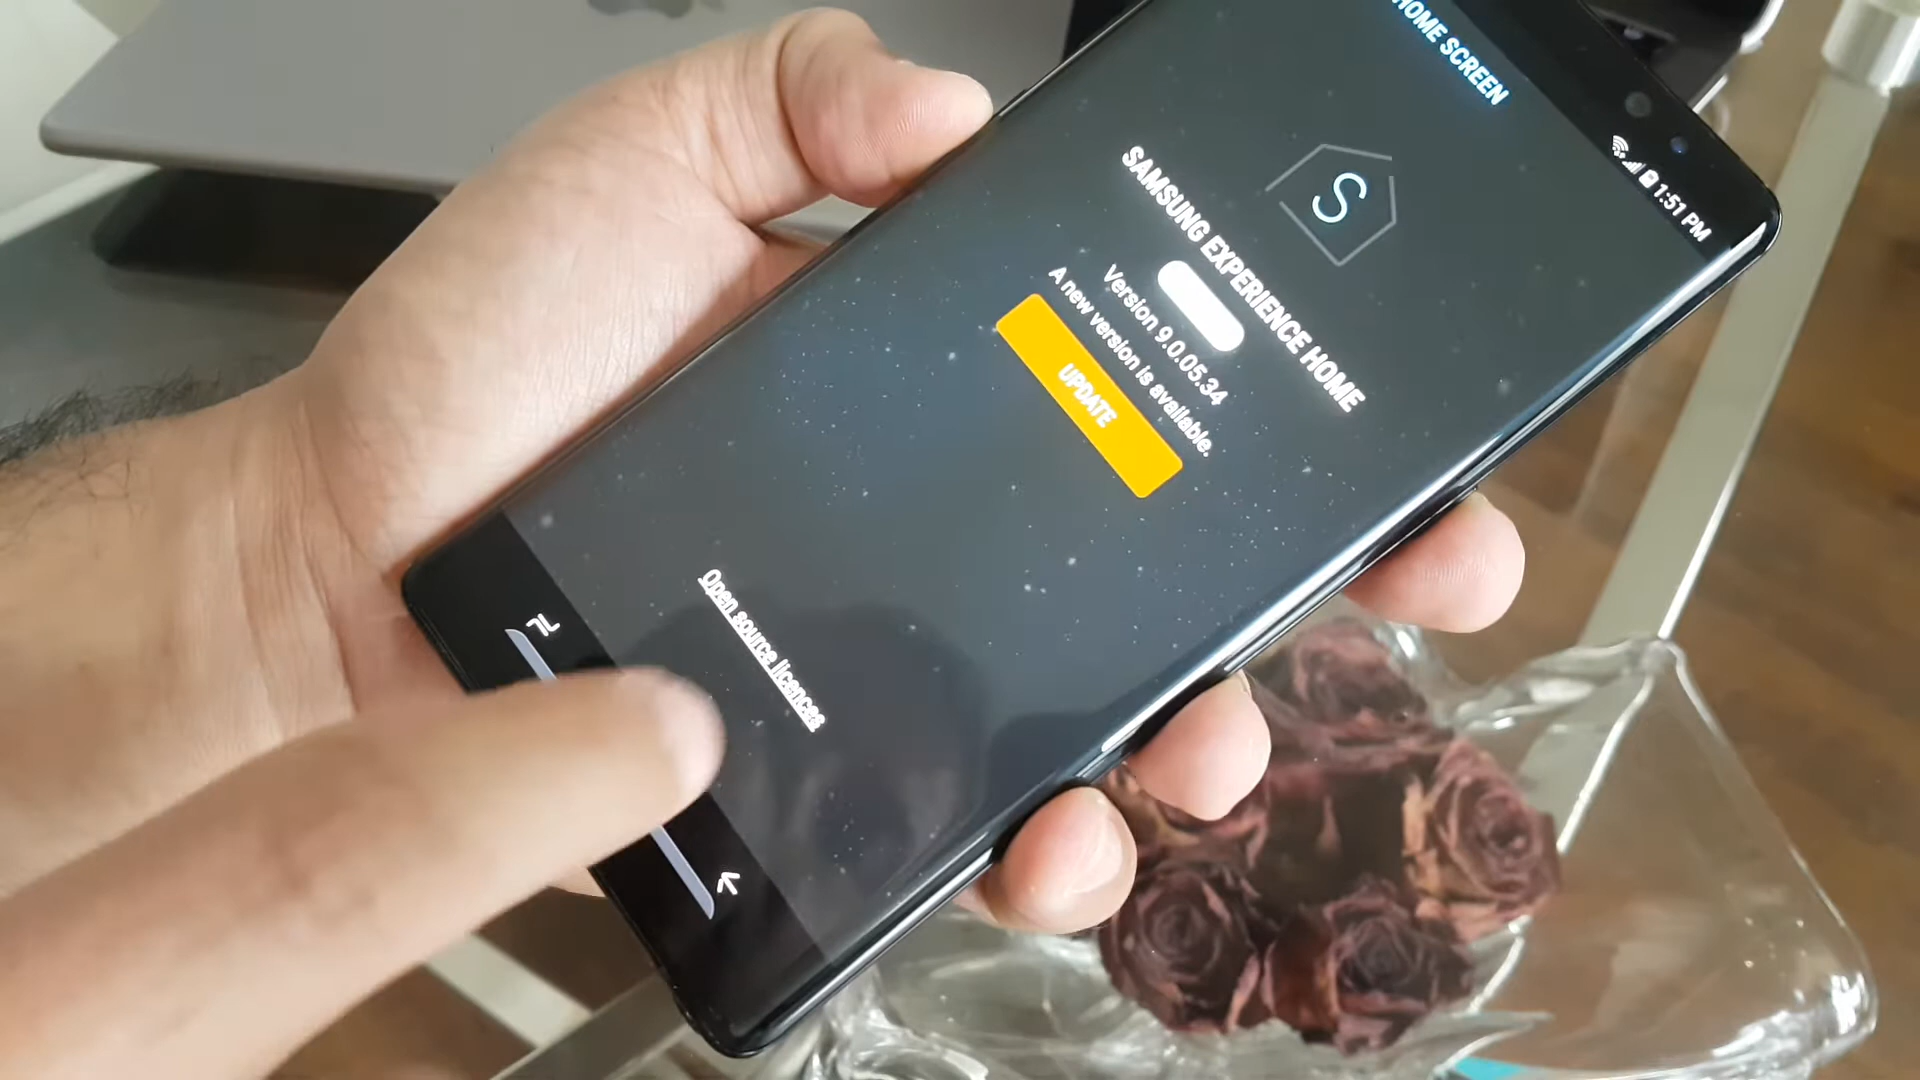 1:51 PM
HOME SCREEN
S
SAMSUNG EXPERIENCE HOME
Version 9.0.05.34
A new version is available.
UPDATE
Open source licences